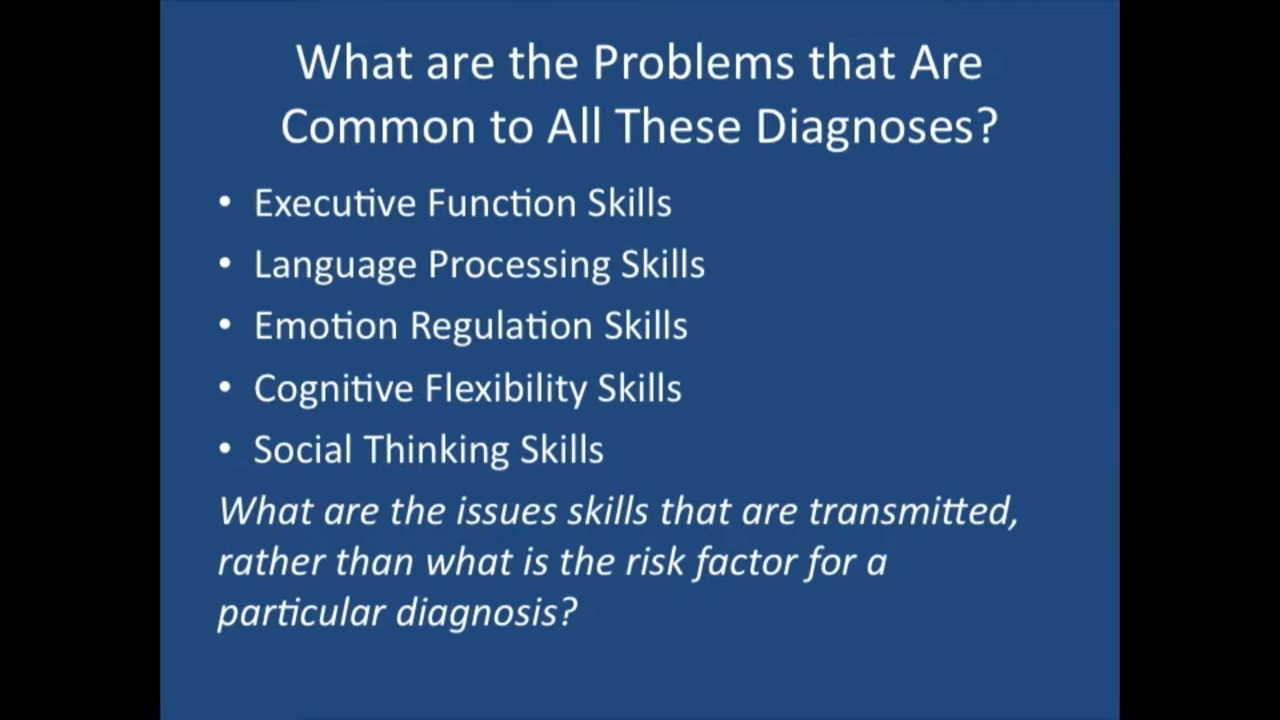 What are the Problems that Are
Common to All These Diagnoses?
• Executive Function Skills
• Language Processing Skills
• Emotion Regulation Skills
• Cognitive Flexibility Skills
• Social Thinking Skills
What are the issues skills that are transmitted,
rather than what is the risk factor for a
particular diagnosis?